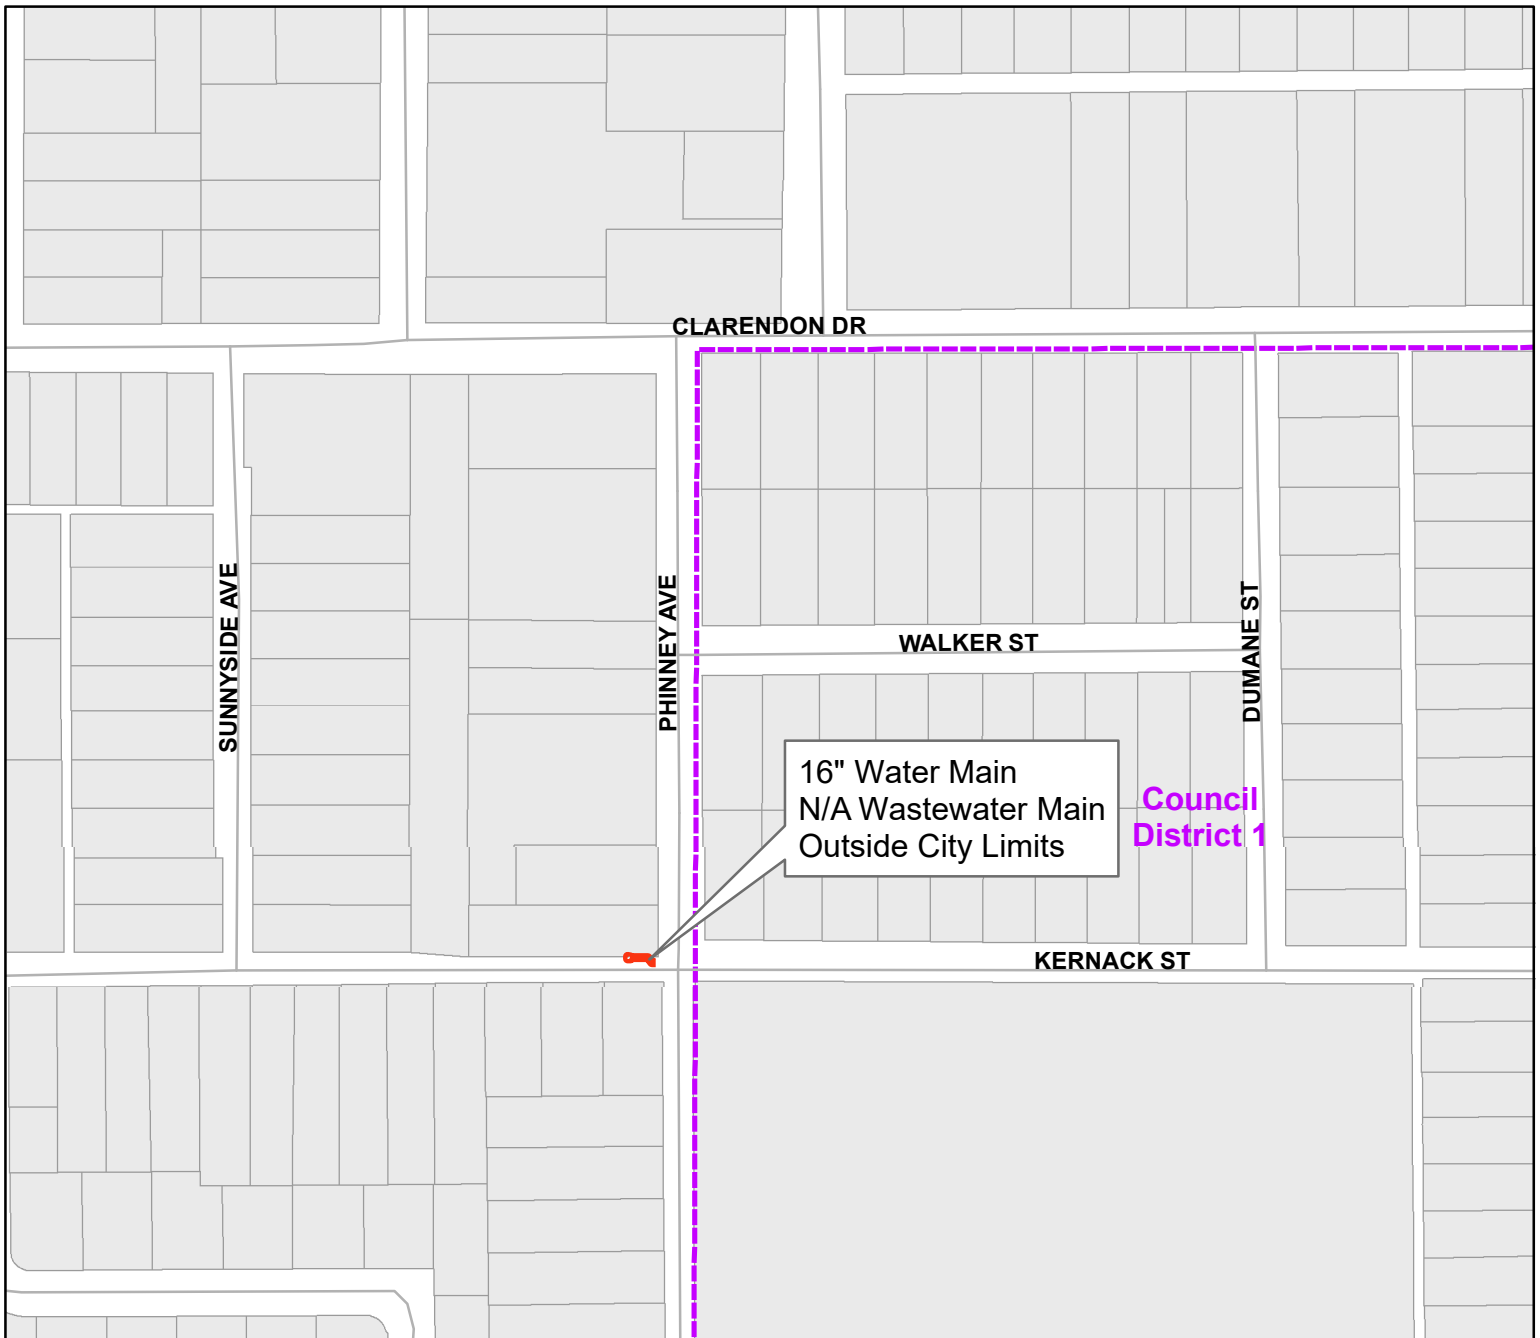 CLARENDON DR
SUNNYSIDE AVE
PHINNEY AVE
WALKER ST
DUMANE ST
16" Water Main
N/A Wastewater Main
Outside City Limits
Council
District 1
KERNACK ST